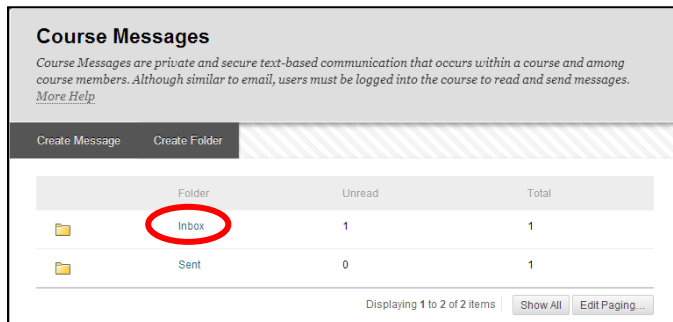 Course Messages
Course Messages are private and secure text-based communication that occurs within a course and among
course members. Although similar to email, users must be logged into the course to read and send messages.
More Help
Create Message Create Folder
Folder Unread Total
Inbox 1 1
Sent 0 1
Displaying 1 to 2 of 2 items Show All Edit Paging...